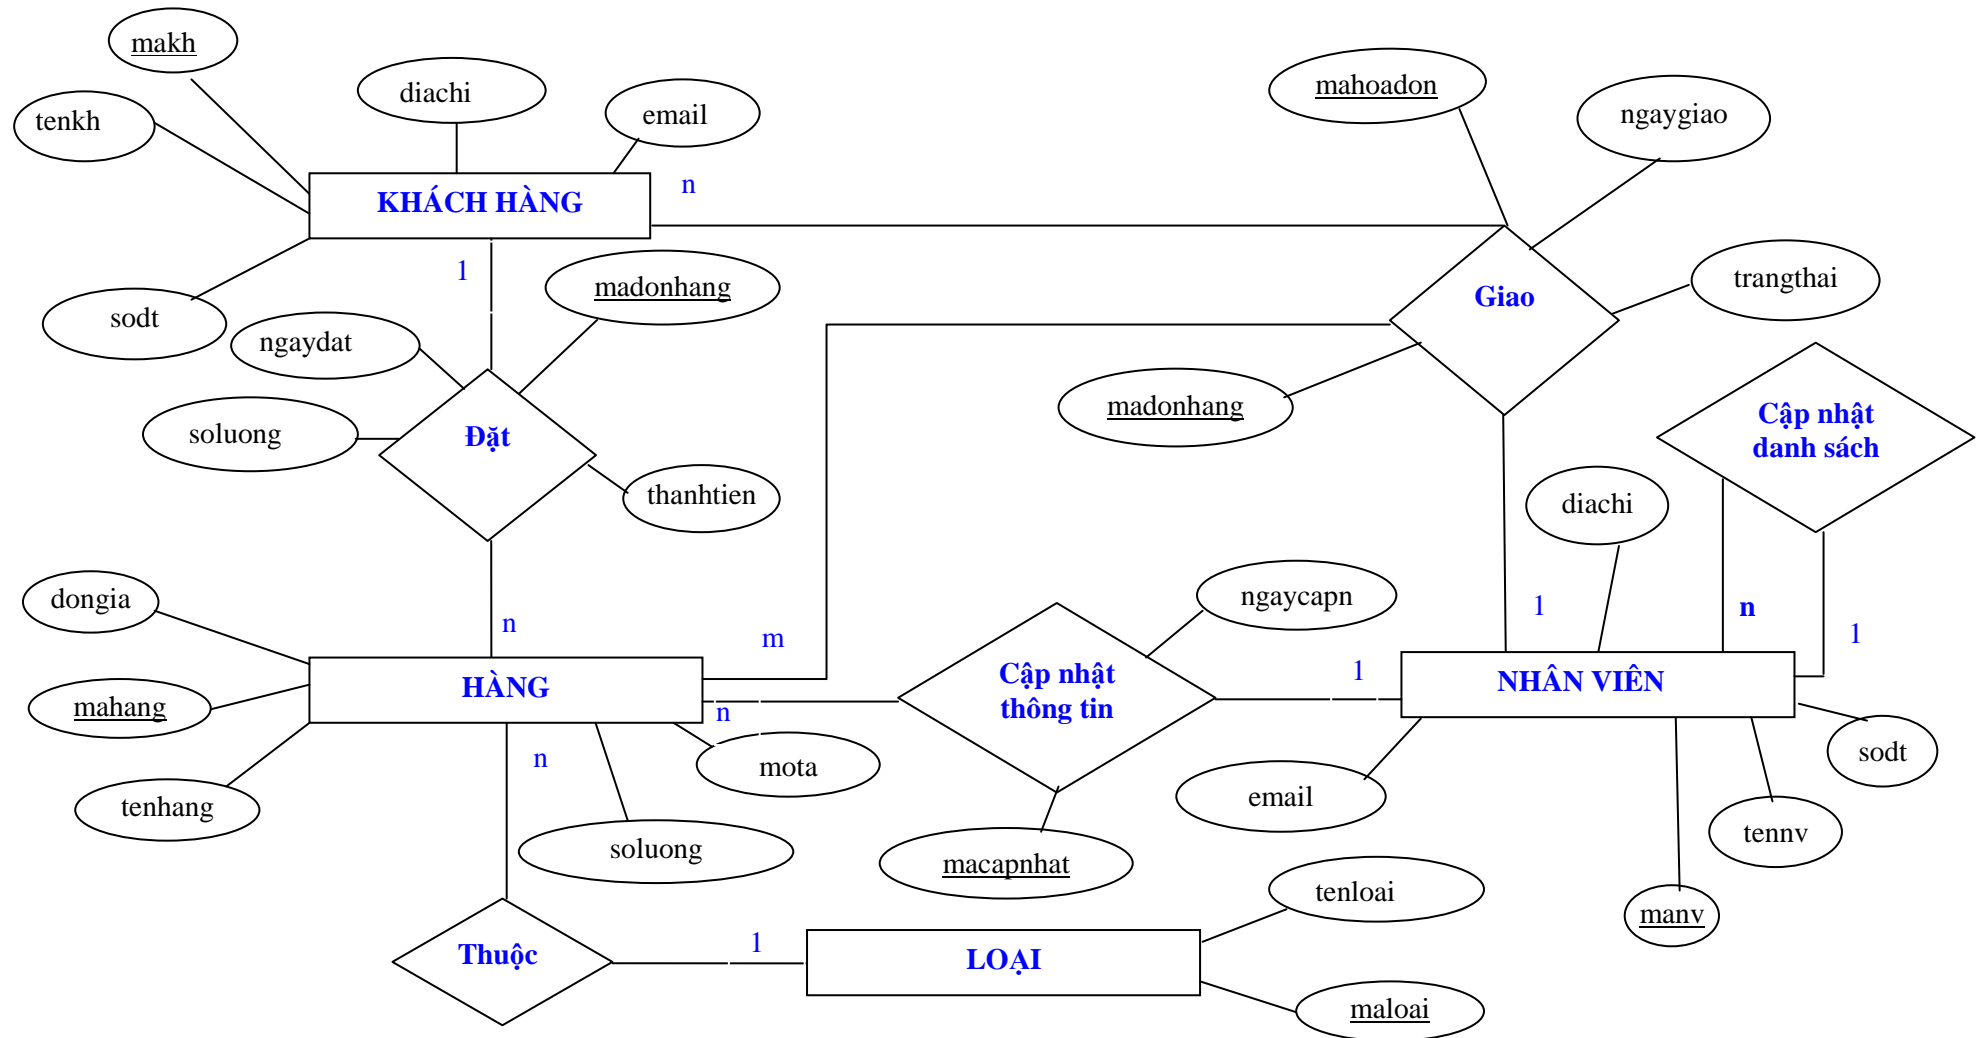 makh
diachi
email
tenkh
mahoadon
ngaygiao
KHÁCH HÀNG
n
sodt
1
madonhang
ngaydat
Giao
trangthai
soluong
Đặt
thanhtien
madonhang
Cập nhật
danh sách
diachi
dongia
n
m
ngaycapn
1
n
1
HÀNG
mahang
tenhang
n
n
mota
soluong
Cập nhật
thông tin
1
NHÂN VIÊN
macapnhat
email
sodt
tennv
manv
Thuộc
1
LOẠI
tenloai
maloai